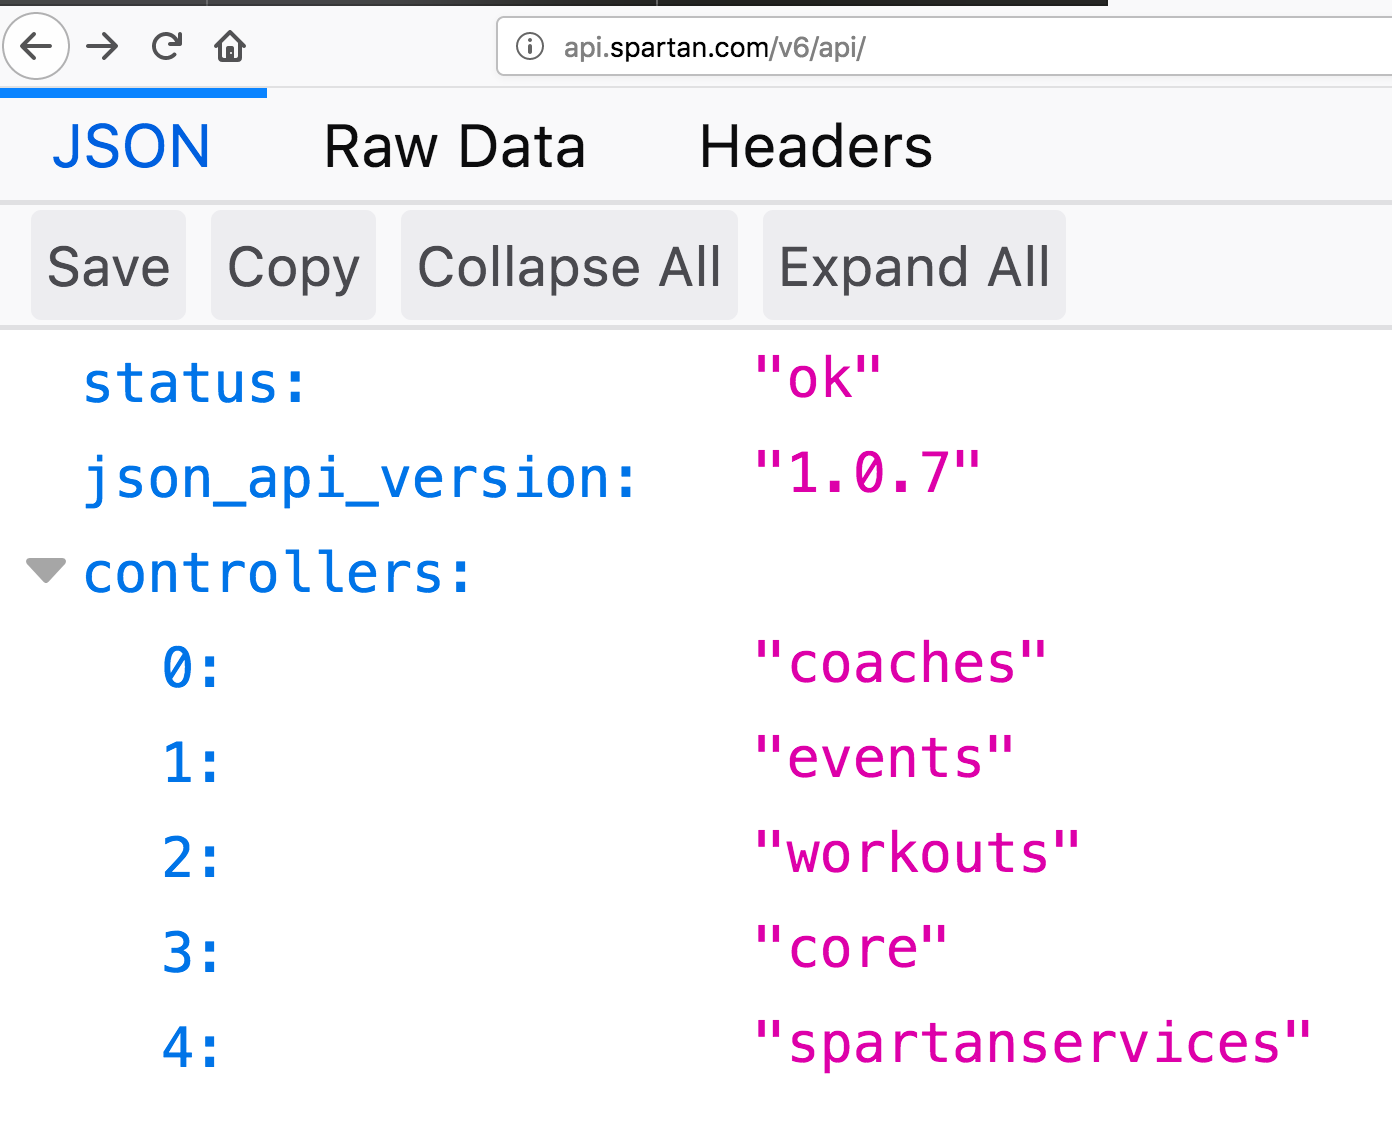 api.spartan.com/v6/api/
JSON Raw Data Headers
Save Copy Collapse All Expand All
status: "ok"
json_api_version: "1.0.7"
controllers:
0: "coaches"
1: "events"
2: "workouts"
3: "core"
4: "spartanservices"